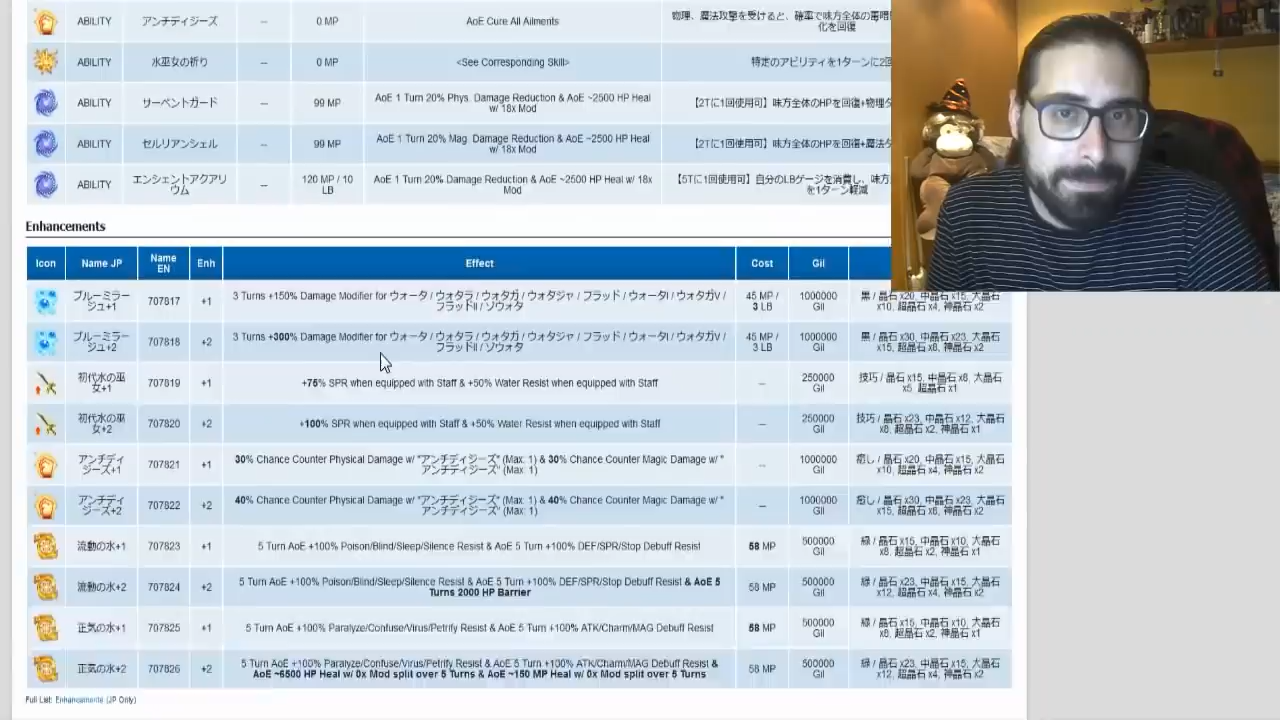 ABILITY アンチディジーズ -- 0 MP AoE Cure All Ailments 物理、魔法攻撃を受けると、確率で味方全体の
化を回復
ABILITY 水巫女の祈り -- 0 MP <See Corresponding Skill> 特定のアビリティを1ターンに2回
ABILITY サーペントガード -- 99 MP AoE 1 Turn 20% Phys. Damage Reduction & AoE ~2500 HP Heal
w/ 18x Mod
【2Tに1回使用可】味方全体のHPを回復+物理
ABILITY セルリアンシェル -- 99 MP AoE 1 Turn 20% Mag. Damage Reduction & AoE ~2500 HP Heal
w/ 18x Mod
【2Tに1回使用可】味方全体のHPを回復+魔法
ABILITY エンシェントアクアリ
ウム
-- 120 MP / 10
LB
AoE 1 Turn 20% Damage Reduction & AoE ~2500 HP Heal w/ 18x
Mod
【5Tに1回使用可】自分のLBゲージを消費し、味方
を1ターン軽減
Enhancements
Icon Name JP Name
EN
Enh Effect Cost Gil
ブルーミラー
ジュ+1
707817 +1 3 Turns +150% Damage Modifier for ウォータ / ウォタラ / ウォタガ / ウォタジャ / フラッド / ウォータI / ウォタガV /
フラッドII / ゾウォタ
45 MP /
3 LB
1000000
Gil
黒 / 晶石 x20, 中晶石 x15, 大晶石
x10, 超晶石 x4, 神晶石 x2
ブルーミラー
ジュ+2
707818 +2 3 Turns +300% Damage Modifier for ウォータ / ウォタラ / ウォタガ / ウォタジャ / フラッド / ウォータI / ウォタガV /
フラッドII / ゾウォタ
45 MP /
3 LB
1000000
Gil
黒 / 晶石 x30, 中晶石 x23, 大晶石
x15, 超晶石 x6, 神晶石 x2
初代水の巫
女+1
707819 +1 +75% SPR when equipped with Staff & +50% Water Resist when equipped with Staff -- 250000
Gil
技巧 / 晶石 x15, 中晶石 x8, 大晶石
x5, 超晶石 x1
初代水の巫
女+2
707820 +2 +100% SPR when equipped with Staff & +50% Water Resist when equipped with Staff -- 250000
Gil
技巧 / 晶石 x23, 中晶石 x12, 大晶石
x8, 超晶石 x2, 神晶石 x1
アンチディ
ジーズ+1
707821 +1 30% Chance Counter Physical Damage w/ "アンチディジーズ" (Max: 1) & 30% Chance Counter Magic Damage w/ "
アンチディジーズ" (Max: 1)
-- 1000000
Gil
癒し / 晶石 x20, 中晶石 x15, 大晶石
x10, 超晶石 x4, 神晶石 x2
アンチディ
ジーズ+2
707822 +2 40% Chance Counter Physical Damage w/ "アンチディジーズ" (Max: 1) & 40% Chance Counter Magic Damage w/ "
アンチディジーズ" (Max: 1)
-- 1000000
Gil
癒し / 晶石 x30, 中晶石 x23, 大晶石
x15, 超晶石 x6, 神晶石 x2
流動の水+1 707823 +1 5 Turn AoE +100% Poison/Blind/Sleep/Silence Resist & AoE 5 Turn +100% DEF/SPR/Stop Debuff Resist 58 MP 500000
Gil
緑 / 晶石 x15, 中晶石 x10, 大晶石
x8, 超晶石 x2, 神晶石 x1
流動の水+2 707824 +2 5 Turn AoE +100% Poison/Blind/Sleep/Silence Resist & AoE 5 Turn +100% DEF/SPR/Stop Debuff Resist & AoE 5
Turns 2000 HP Barrier
58 MP 500000
Gil
緑 / 晶石 x23, 中晶石 x15, 大晶石
x12, 超晶石 x4, 神晶石 x2
正気の水+1 707825 +1 5 Turn AoE +100% Paralyze/Confuse/Virus/Petrify Resist & AoE 5 Turn +100% ATK/Charm/MAG Debuff Resist 58 MP 500000
Gil
緑 / 晶石 x15, 中晶石 x10, 大晶石
x8, 超晶石 x2, 神晶石 x1
正気の水+2 707826 +2 5 Turn AoE +100% Paralyze/Confuse/Virus/Petrify Resist & AoE 5 Turn +100% ATK/Charm/MAG Debuff Resist &
AoE ~6500 HP Heal w/ 0x Mod split over 5 Turns & AoE ~150 MP Heal w/ 0x Mod split over 5 Turns
58 MP 500000
Gil
緑 / 晶石 x23, 中晶石 x15, 大晶石
x12, 超晶石 x4, 神晶石 x2
Full List: Enhancements (JP Only)